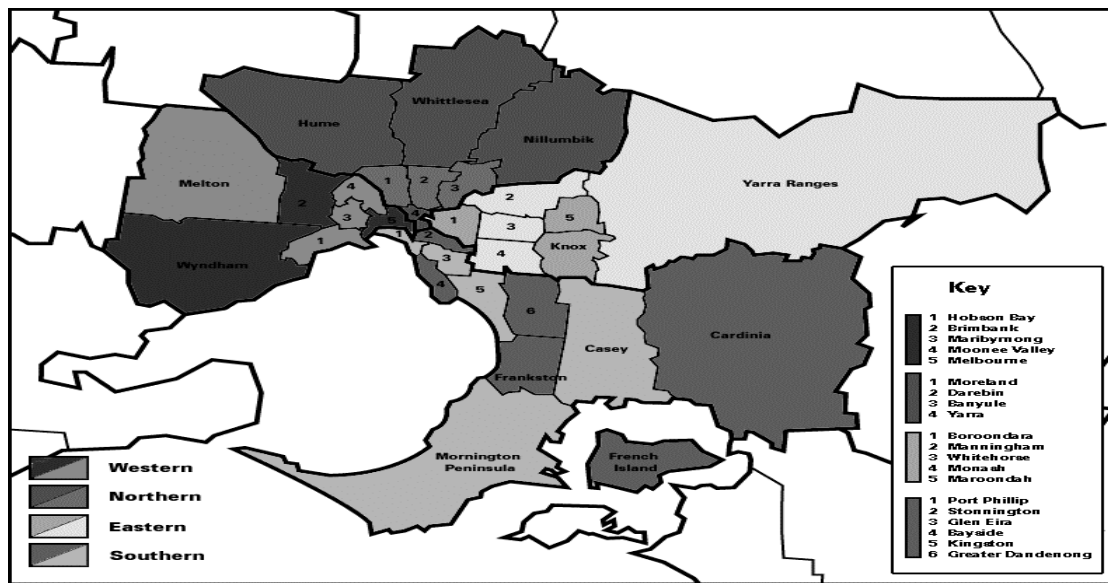 Whittlesea
Hume
Nillumbik
Melton
Yarra Ranges
4
1
2
3
2
2
5
3
5
4
1
3
1
1
2
Knox
Wyndham
3
4
4
5
6
Cardinia
Casey
Frankston
Mornington
Peninsula
French
Island
Western
Northern
Eastern
Southern
Key
1 Hobson Bay
2 Brimbank
3 Maribyrnong
4 Moonee Valley
5 Melbourne
1 Moreland
2 Darebin
3 Banyule
4 Yarra
1 Boroondara
2 Manningham
3 Whitehorse
4 Monash
5 Maroondah
1 Port Phillip
2 Stonnington
3 Glen Eira
4 Bayside
5 Kingston
6 Greater Dandenong